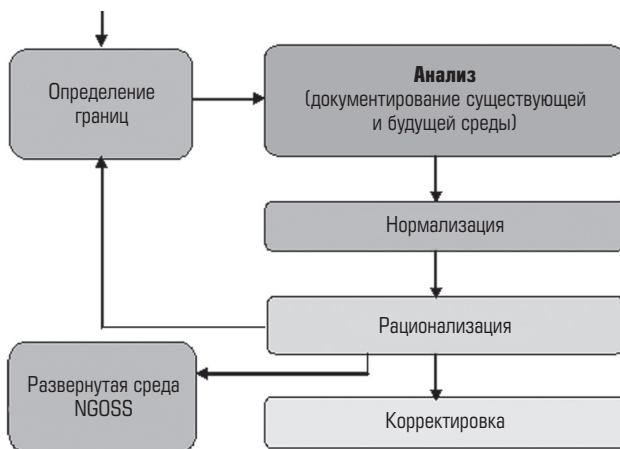 Определение
границ
Анализ
(документирование существующей
и будущей среды)
Нормализация
Рационализация
Развернутая среда
NGOSS
Корректировка